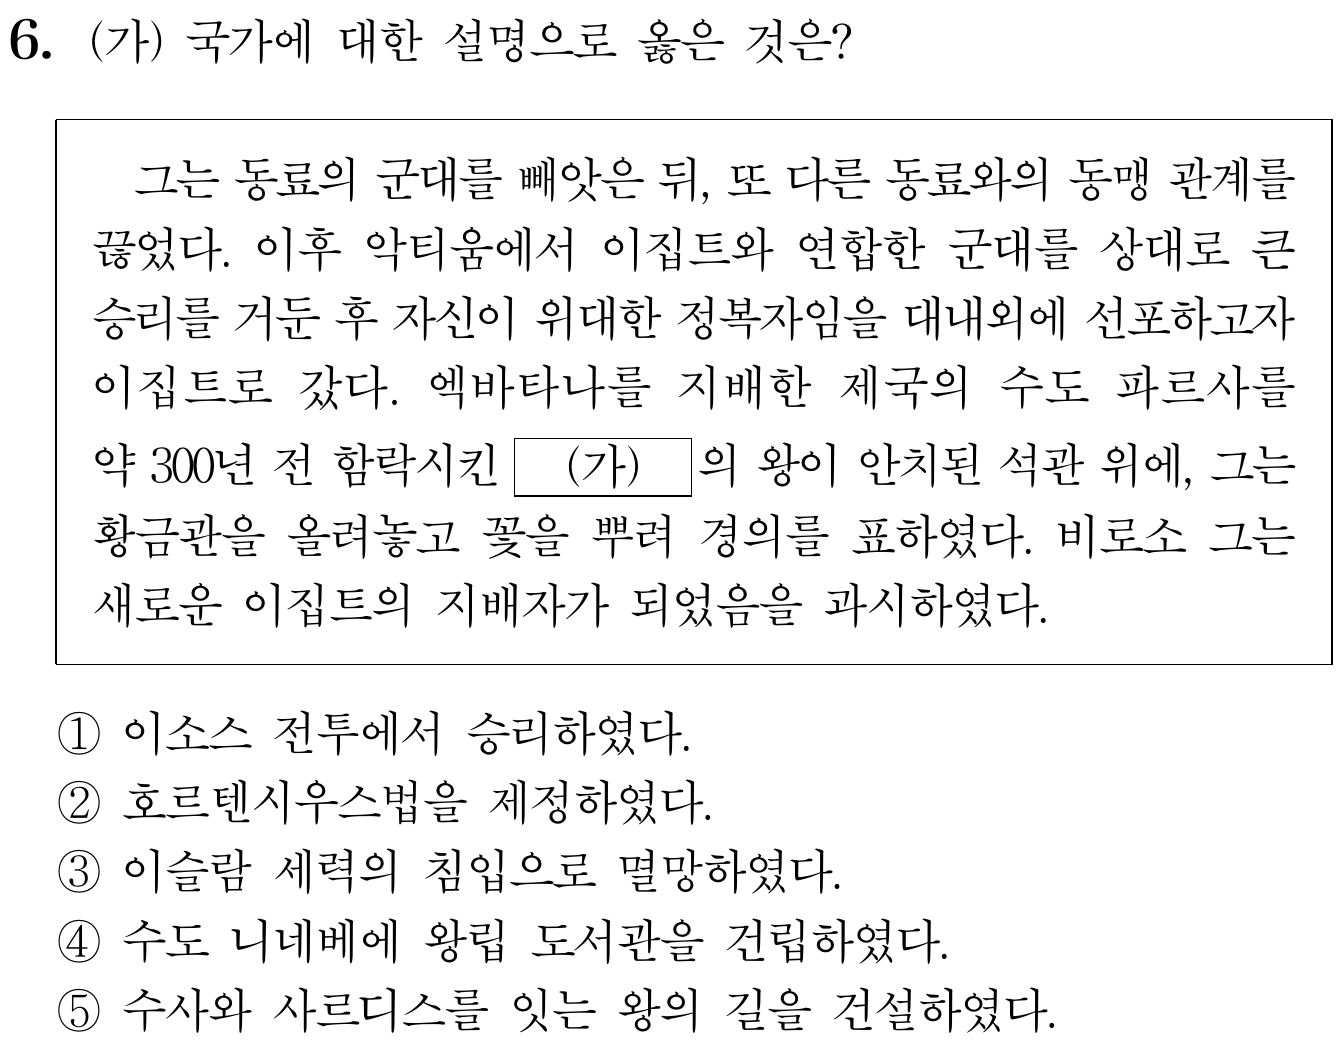 6. (가) 국가에 대한 설명으로 옳은 것은?
그는 동료의 군대를 빼앗은 뒤, 또 다른 동료와의 동맹 관계를
끊었다. 이후 악티움에서 이집트와 연합한 군대를 상대로 큰
승리를 거둔 후 자신이 위대한 정복자임을 대내외에 선포하고자
이집트로 갔다. 엑바타나를 지배한 제국의 수도 파르사를
약 300년 전 함락시킨 (가) 의 왕이 안치된 석관 위에, 그는
황금관을 올려놓고 꽃을 뿌려 경의를 표하였다. 비로소 그는
새로운 이집트의 지배자가 되었음을 과시하였다.
① 이소스 전투에서 승리하였다.
② 호르텐시우스법을 제정하였다.
③ 이슬람 세력의 침입으로 멸망하였다.
④ 수도 니네베에 왕립 도서관을 건립하였다.
⑤ 수사와 사르디스를 잇는 왕의 길을 건설하였다.